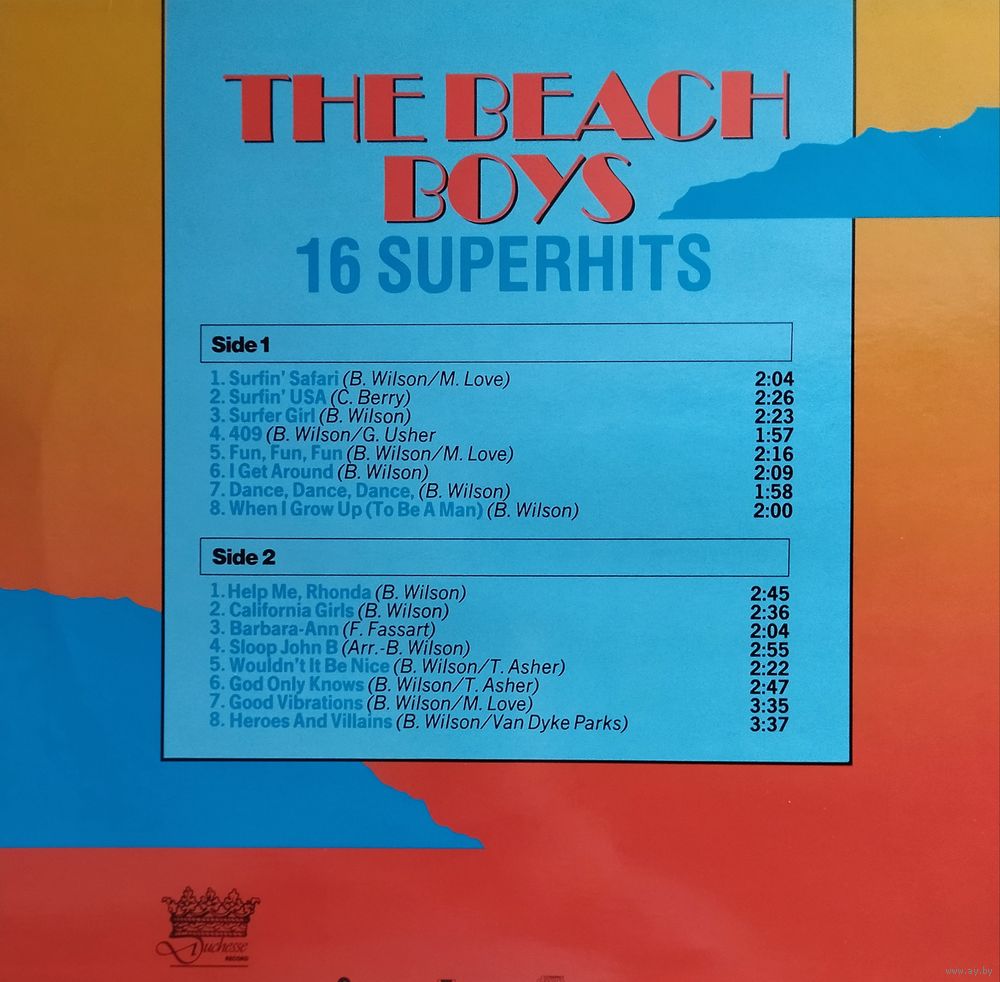 THE BEACH
BOYS
16 SUPERHITS
Side 1
1. Surfin' Safari (B. Wilson/M. Love) 2:04
2. Surfin' USA (C. Berry) 2:26
3. Surfer Girl (B. Wilson) 2:23
4. 409 (B. Wilson/G. Usher 1:57
5. Fun, Fun, Fun (B. Wilson/M. Love) 2:16
6. I Get Around (B. Wilson) 2:09
7. Dance, Dance, Dance, (B. Wilson) 1:58
8. When I Grow Up (To Be A Man) (B. Wilson) 2:00
Side 2
1. Help Me, Rhonda (B. Wilson) 2:45
2. California Girls (B. Wilson) 2:36
3. Barbara-Ann (F. Fassart) 2:04
4. Sloop John B (Arr.-B. Wilson) 2:55
5. Wouldn't It Be Nice (B. Wilson/T. Asher) 2:22
6. God Only Knows (B. Wilson/T. Asher) 2:47
7. Good Vibrations (B. Wilson/M. Love) 3:35
8. Heroes And Villains (B. Wilson/Van Dyke Parks) 3:37
Duchesse
RECORD
www.ay.by